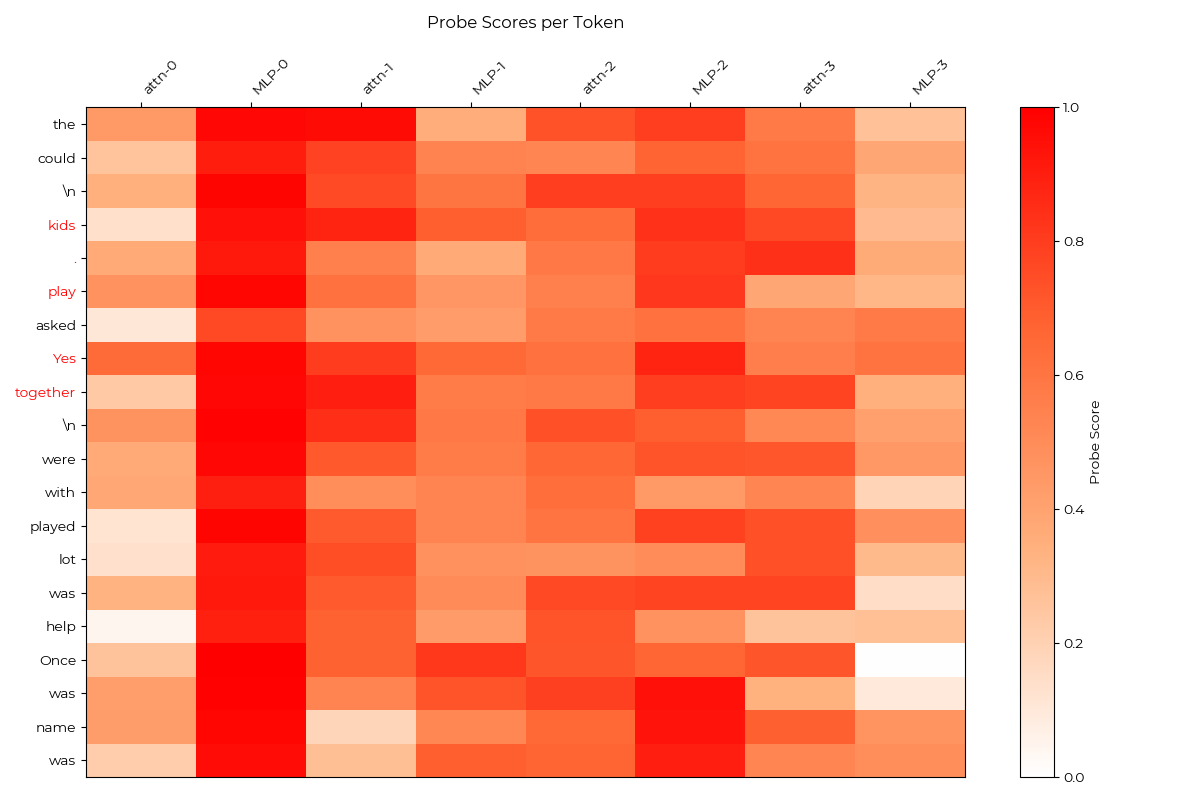 Probe Scores per Token
attn-0 MLP-0 attn-1 MLP-1 attn-2 MLP-2 attn-3 MLP-3
the
could
\n
kids
.
play
asked
Yes
together
\n
were
with
played
lot
was
help
Once
was
name
was
1.0
0.8
0.6
0.4
0.2
0.0
Probe Score